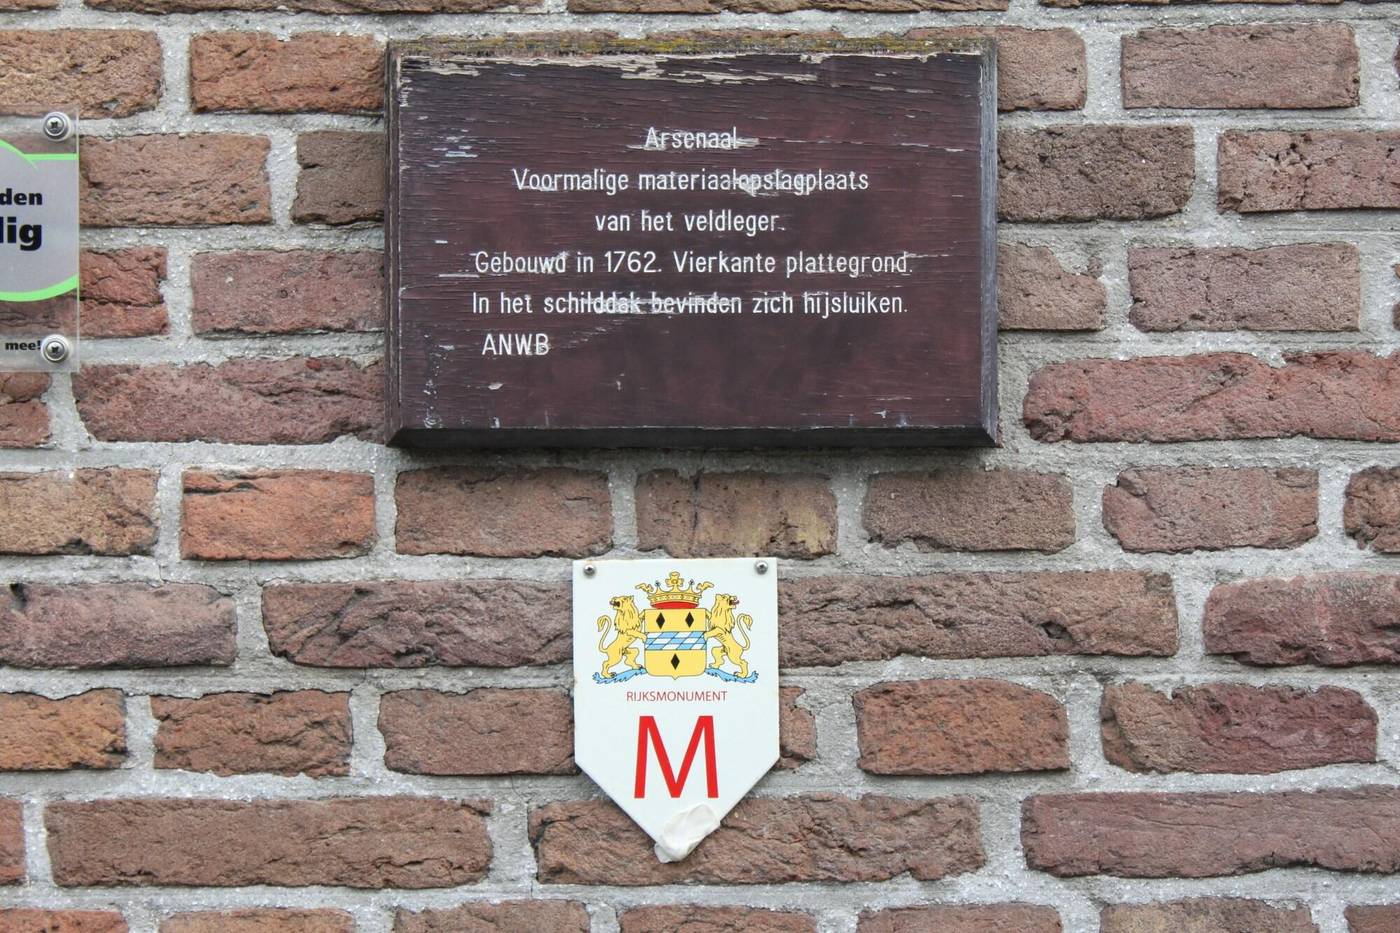 Arsenaal
Voormalige materiaalopslagplaats
van het veldleger.
Gebouwd in 1762. Vierkante plattegrond.
In het schilddak bevinden zich hijsluiken.
ANWB
den
lig
mee!
RIJKSMONUMENT
M